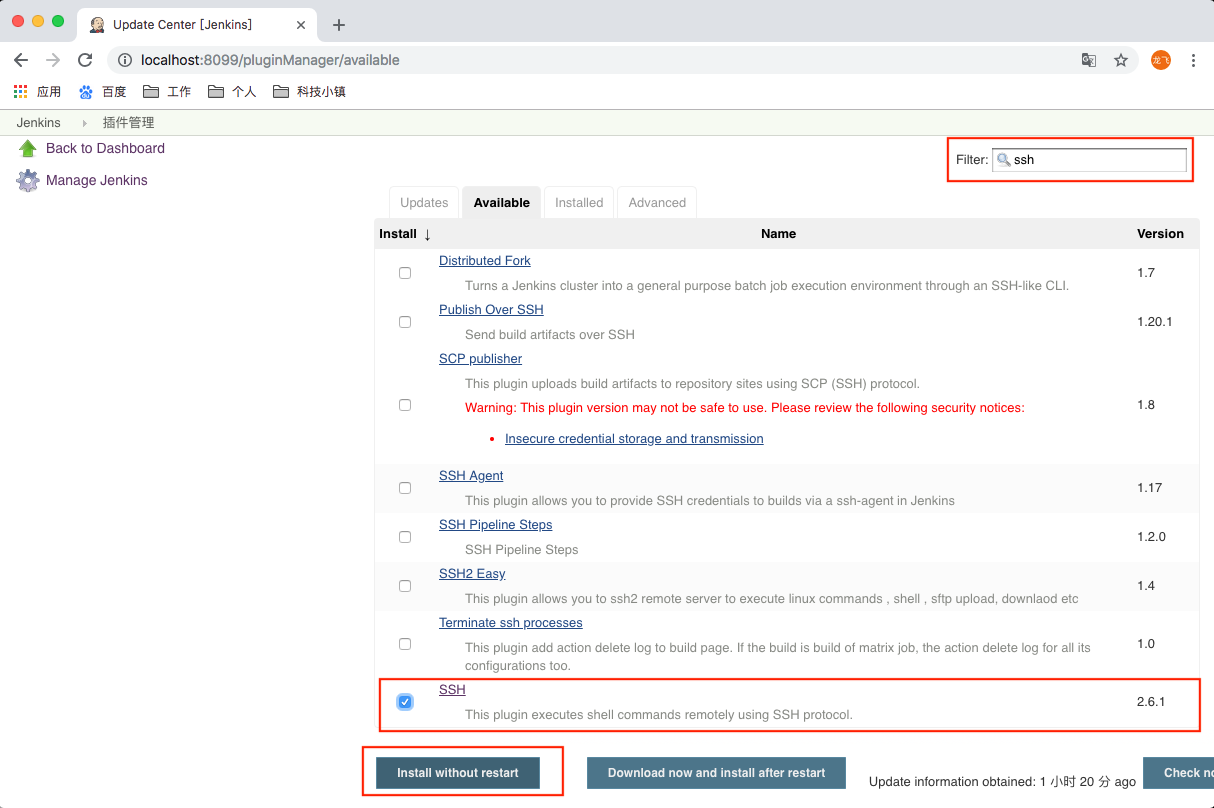 Update Center [Jenkins]
localhost:8099/pluginManager/available
龙飞
应用
百度
工作
个人
科技小镇
Jenkins
插件管理
Back to Dashboard
Manage Jenkins
Filter: ssh
Updates
Available
Installed
Advanced
Install ↓ Name Version
Distributed Fork
Turns a Jenkins cluster into a general purpose batch job execution environment through an SSH-like CLI.
1.7
Publish Over SSH
Send build artifacts over SSH
1.20.1
SCP publisher
This plugin uploads build artifacts to repository sites using SCP (SSH) protocol.
Warning: This plugin version may not be safe to use. Please review the following security notices:
• Insecure credential storage and transmission
1.8
SSH Agent
This plugin allows you to provide SSH credentials to builds via a ssh-agent in Jenkins
1.17
SSH Pipeline Steps
SSH Pipeline Steps
1.2.0
SSH2 Easy
This plugin allows you to ssh2 remote server to execute linux commands , shell , sftp upload, downlaod etc
1.4
Terminate ssh processes
This plugin add action delete log to build page. If the build is build of matrix job, the action delete log for all its
configurations too.
1.0
SSH
This plugin executes shell commands remotely using SSH protocol.
2.6.1
Install without restart
Download now and install after restart
Update information obtained: 1 小时 20 分 ago
Check no